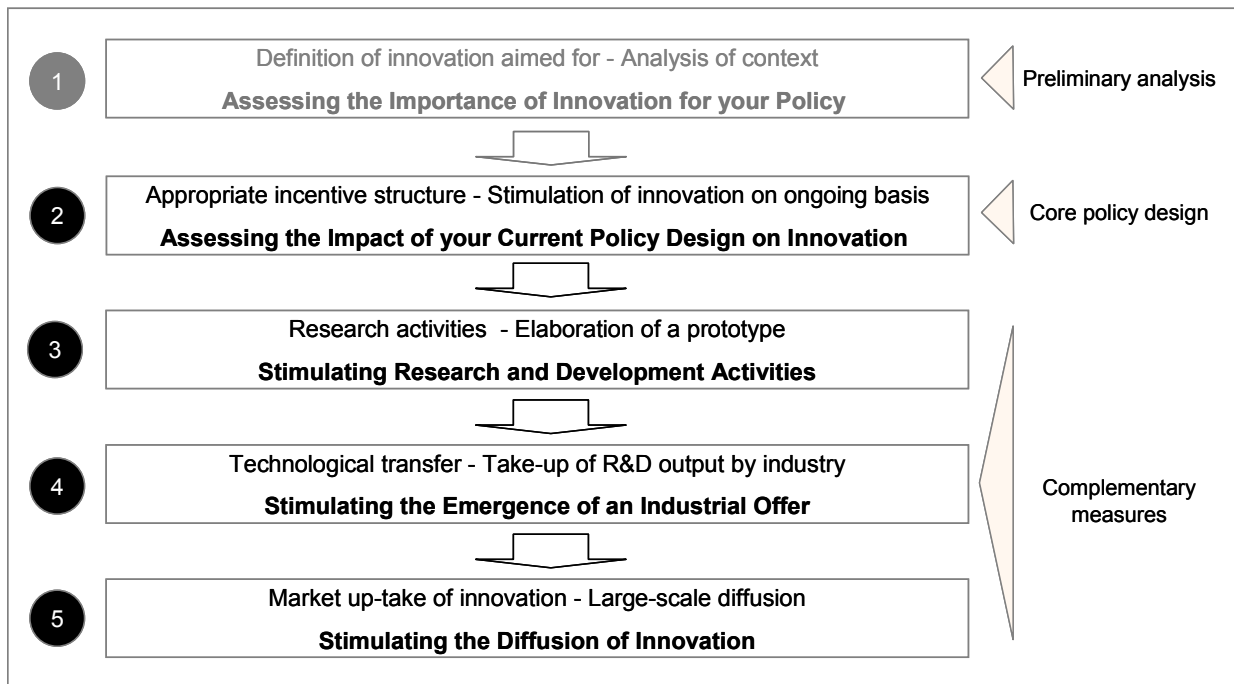 1
Definition of innovation aimed for - Analysis of context
Assessing the Importance of Innovation for your Policy
Preliminary analysis
2
Appropriate incentive structure - Stimulation of innovation on ongoing basis
Assessing the Impact of your Current Policy Design on Innovation
Core policy design
3
Research activities - Elaboration of a prototype
Stimulating Research and Development Activities
4
Technological transfer - Take-up of R&D output by industry
Stimulating the Emergence of an Industrial Offer
Complementary
measures
5
Market up-take of innovation - Large-scale diffusion
Stimulating the Diffusion of Innovation